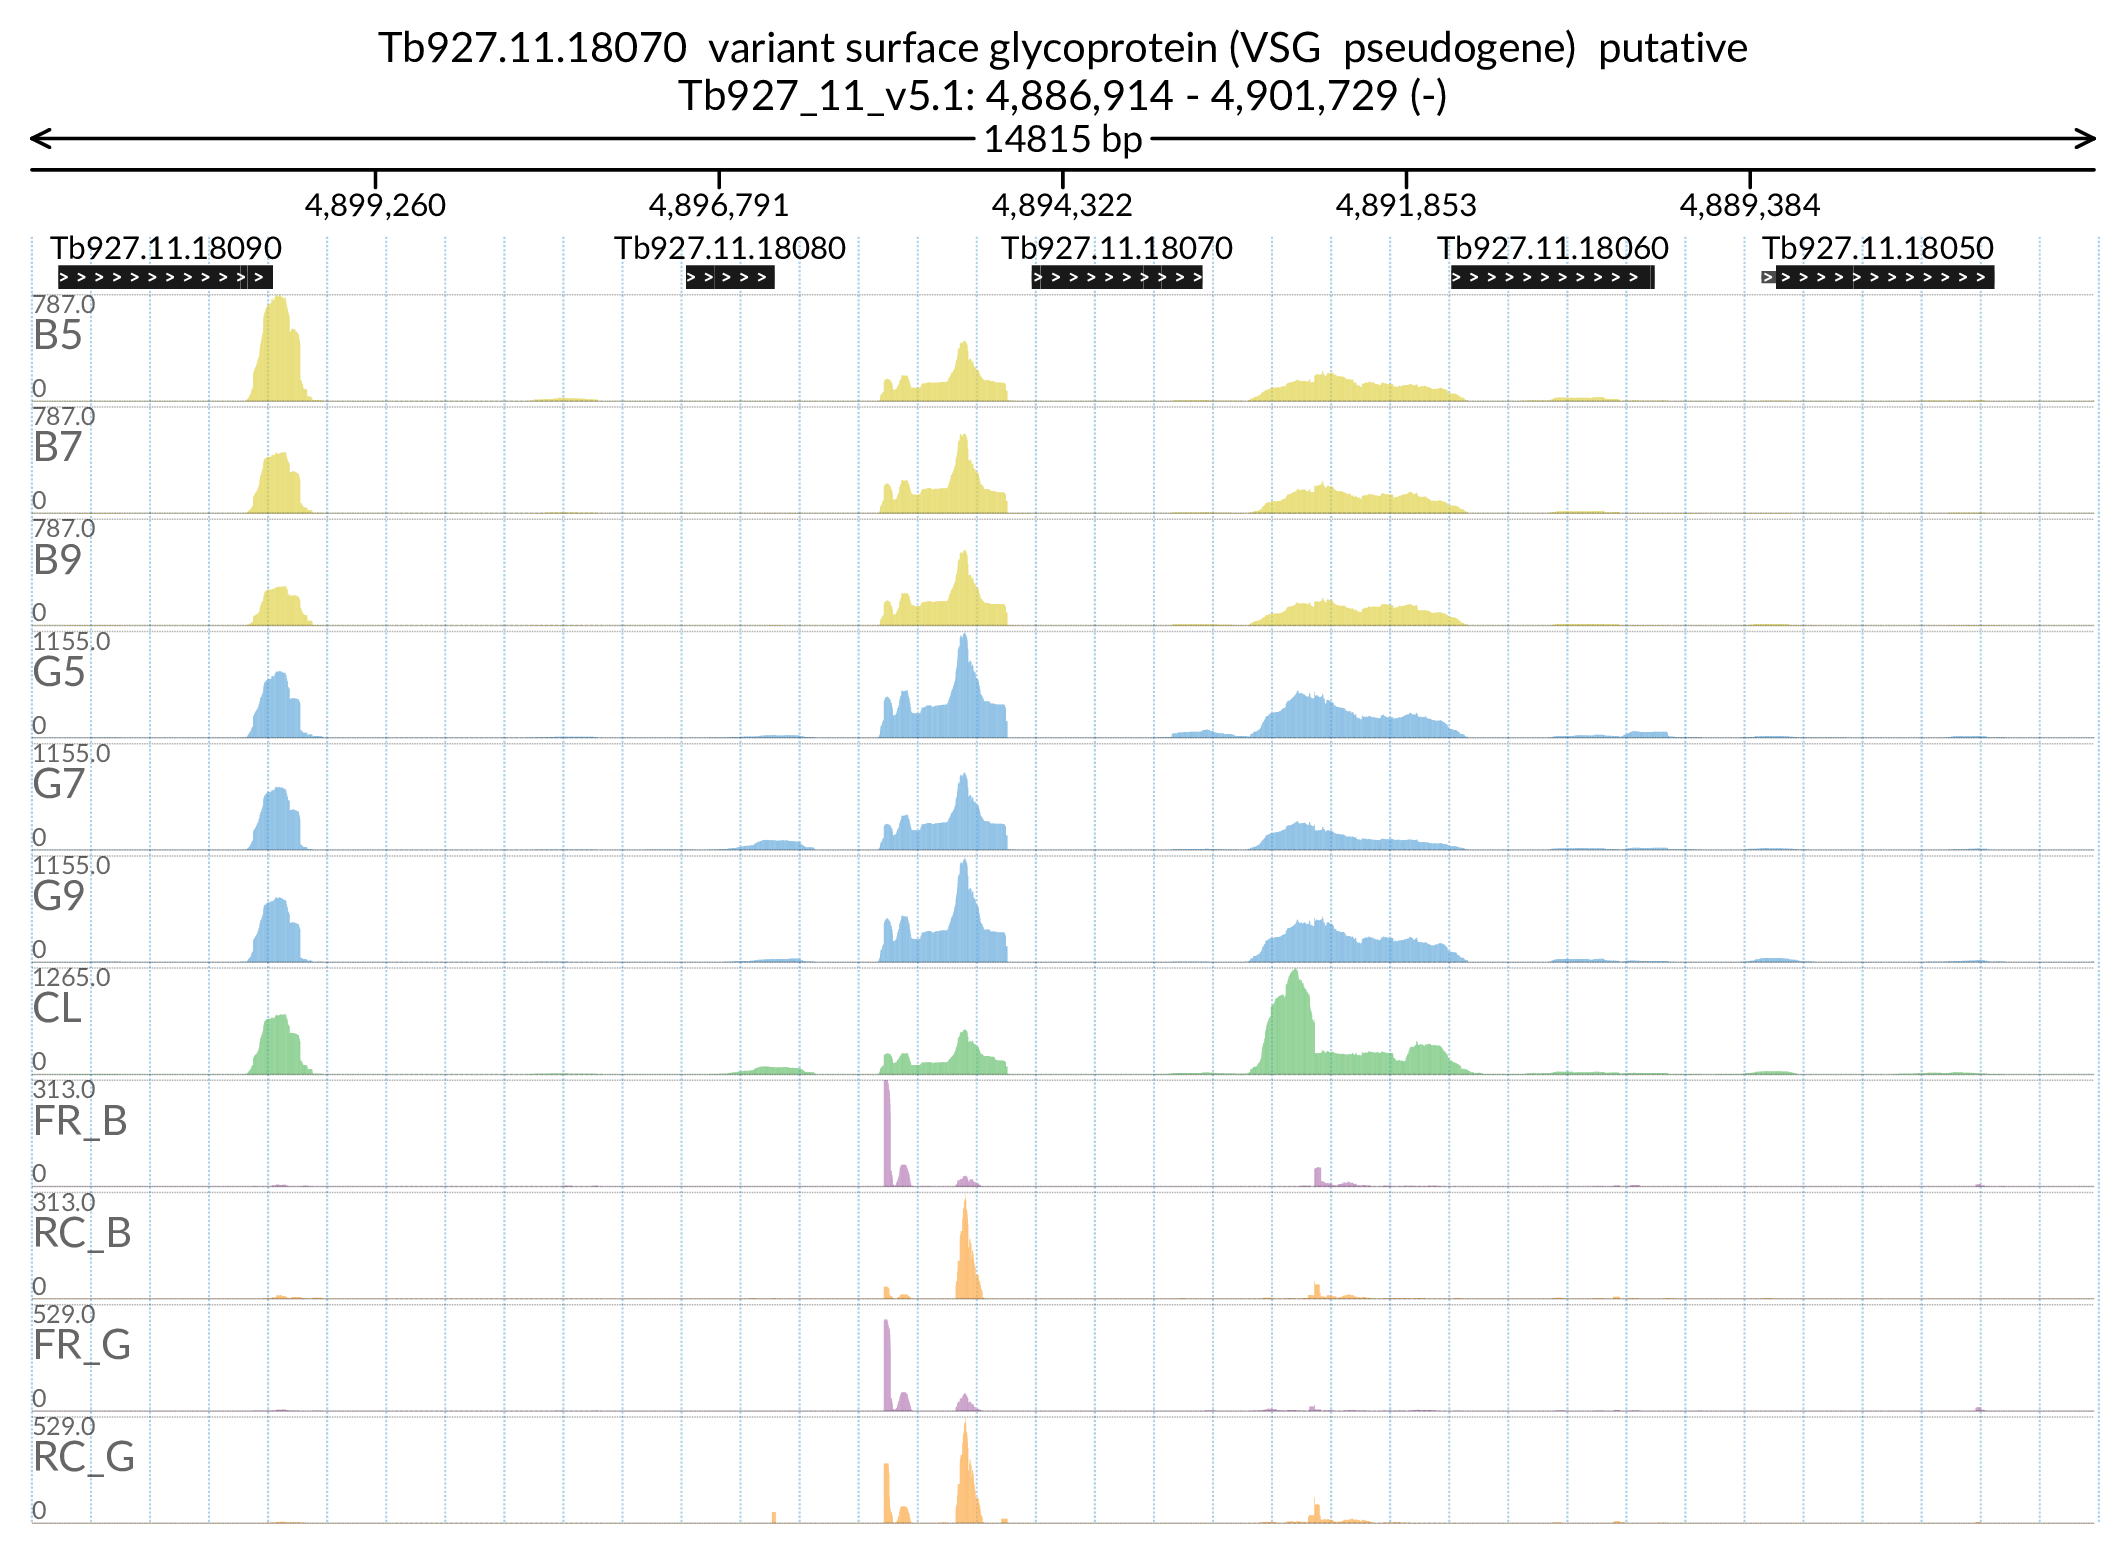 Tb927.11.18070 variant surface glycoprotein (VSG pseudogene) putative
Tb927_11_v5.1: 4,886,914 - 4,901,729 (-)
14815 bp
4,899,260 4,896,791 4,894,322 4,891,853 4,889,384
Tb927.11.18090 Tb927.11.18080 Tb927.11.18070 Tb927.11.18060 Tb927.11.18050
787.0
B5
0
787.0
B7
0
787.0
B9
0
1155.0
G5
0
1155.0
G7
0
1155.0
G9
0
1265.0
CL
0
313.0
FR_B
0
313.0
RC_B
0
529.0
FR_G
0
529.0
RC_G
0